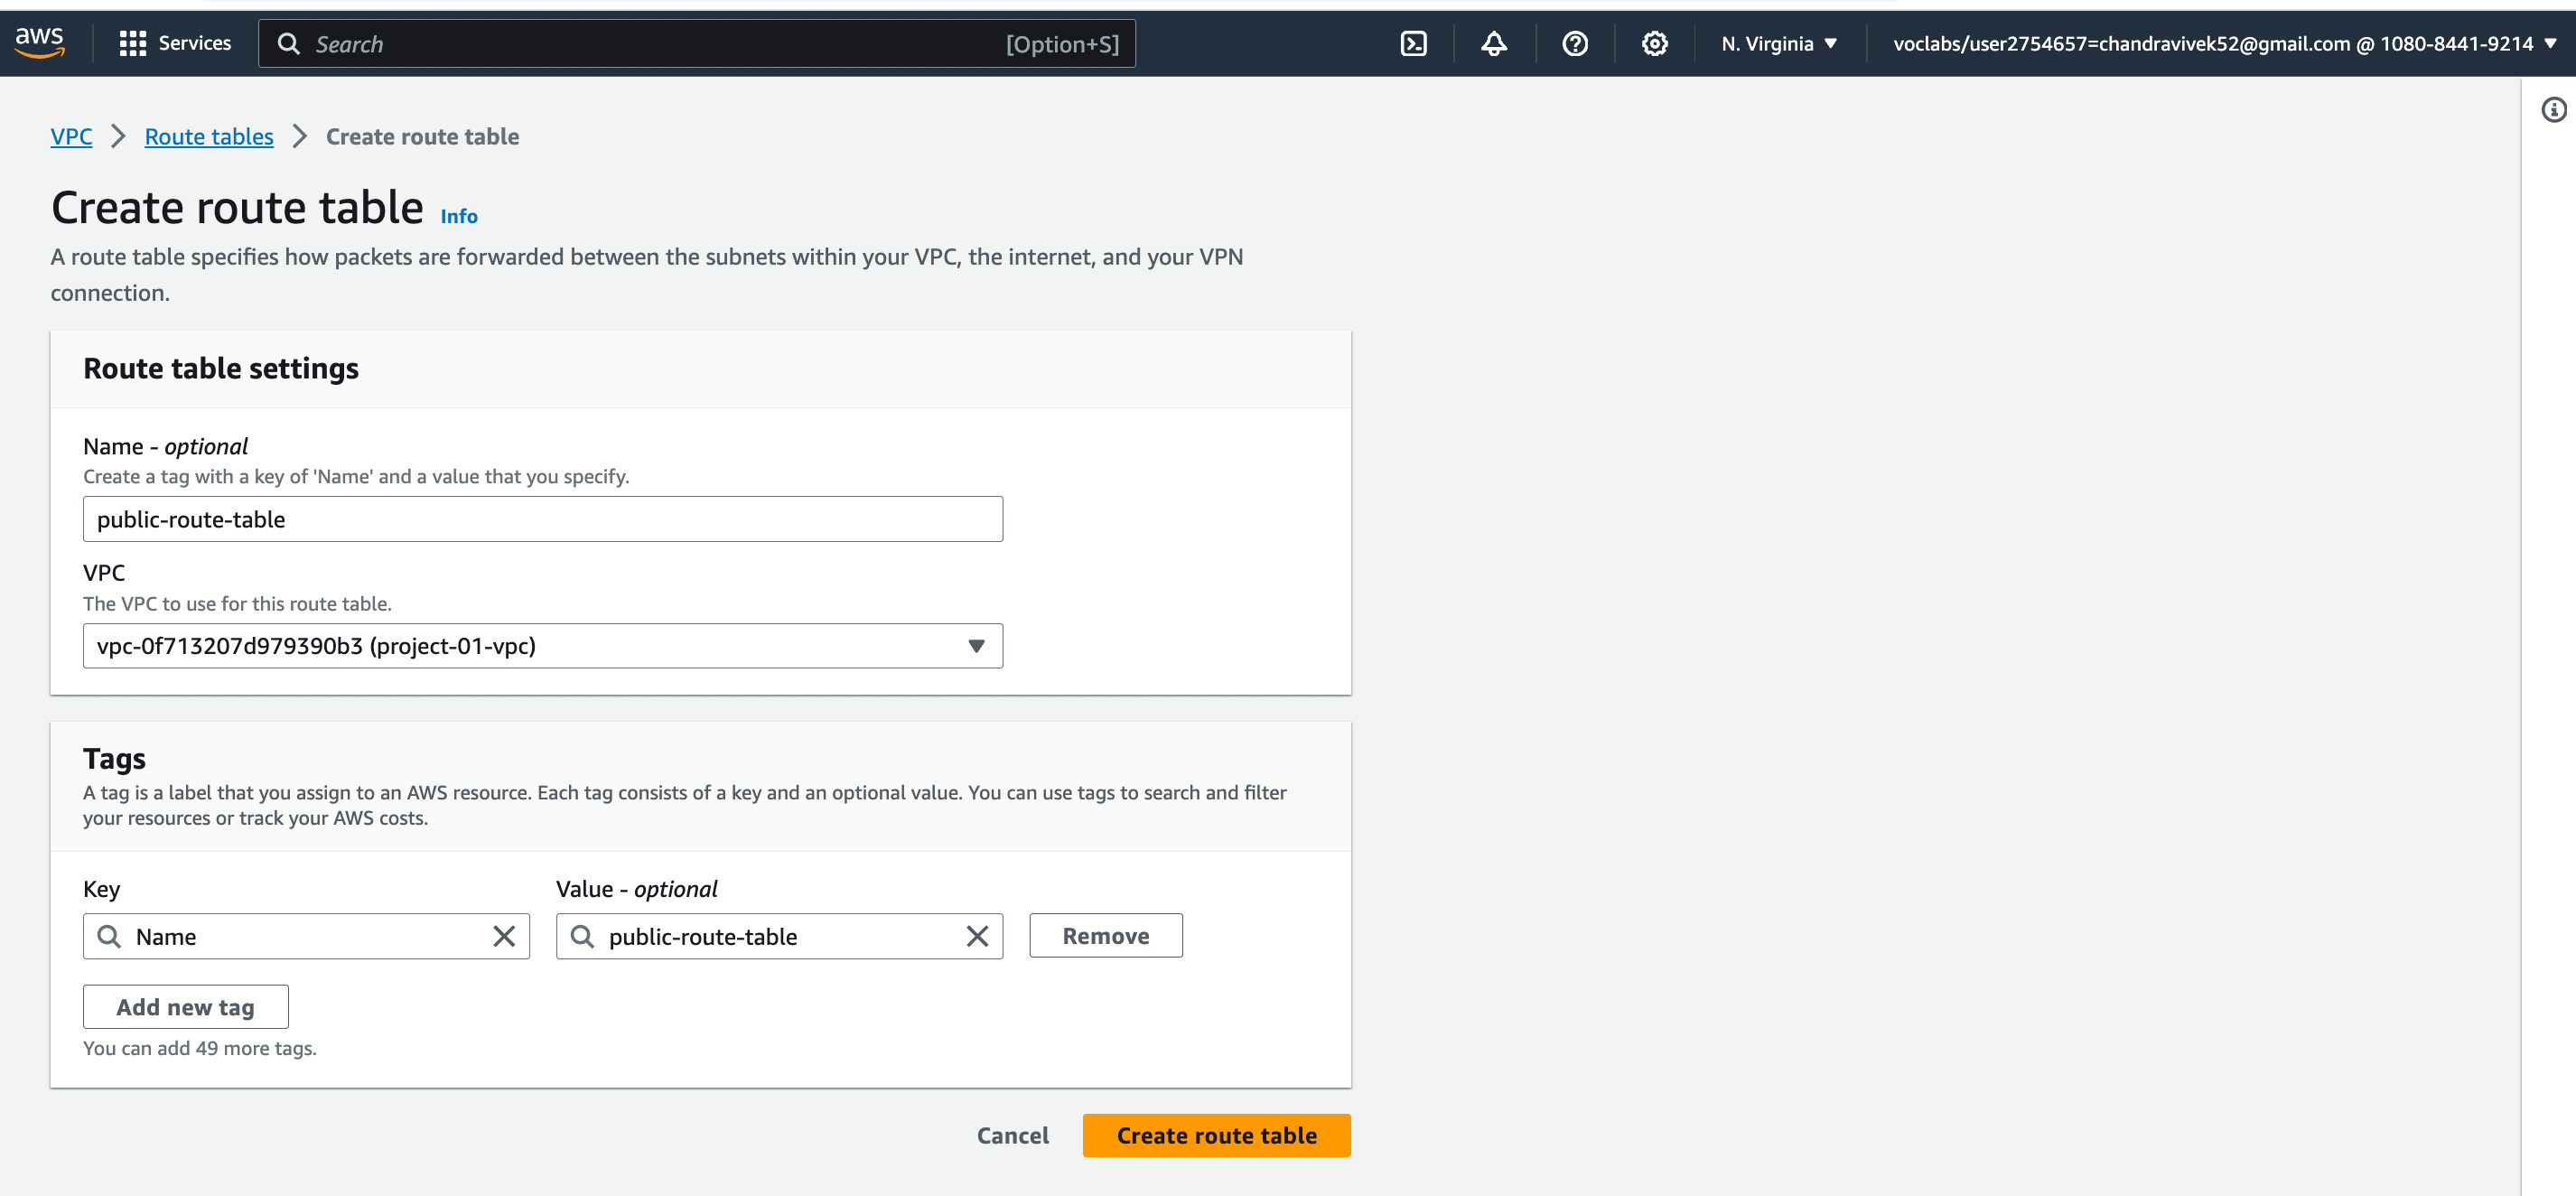 aws Services Search [Option+S] N. Virginia voclabs/user2754657=chandravivek52@gmail.com @ 1080-8441-9214
VPC Route tables Create route table
Create route table Info
A route table specifies how packets are forwarded between the subnets within your VPC, the internet, and your VPN
connection.
Route table settings
Name - optional
Create a tag with a key of 'Name' and a value that you specify.
public-route-table
VPC
The VPC to use for this route table.
vpc-0f713207d979390b3 (project-01-vpc)
Tags
A tag is a label that you assign to an AWS resource. Each tag consists of a key and an optional value. You can use tags to search and filter
your resources or track your AWS costs.
Key Value - optional
Name public-route-table Remove
Add new tag
You can add 49 more tags.
Cancel Create route table